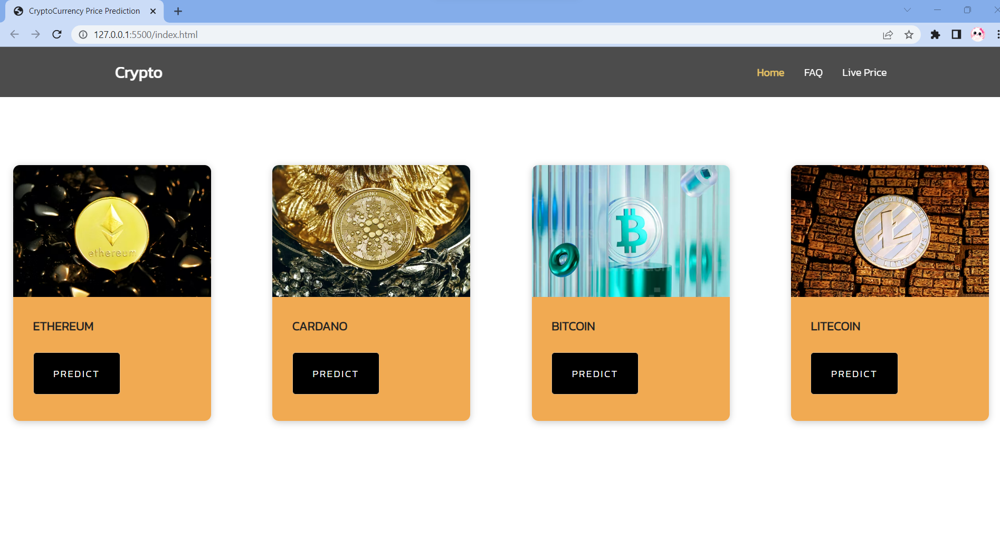 CryptoCurrency Price Prediction
127.0.0.1:5500/index.html
Crypto
Home FAQ Live Price
ethereum
CARDANO
ADA
VIRES IN NUMERIS-2013
25 LITECOINS
ETHEREUM CARDANO BITCOIN LITECOIN
PREDICT PREDICT PREDICT PREDICT